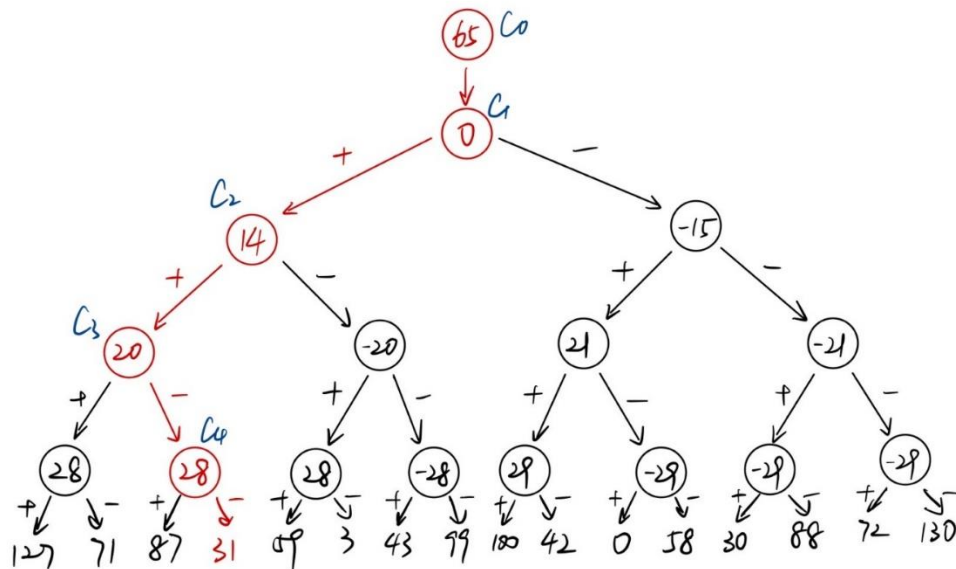 65 C0
C1
0
+ −
C2
14 -15
+ − + −
C3
20 -20 21 -21
+ − + − + − + −
C4
28 28 28 -28 29 -29 -29 -29
+ − + − + − + − + − + − + − + −
127 71 87 31 59 3 43 99 100 42 0 58 30 88 72 130